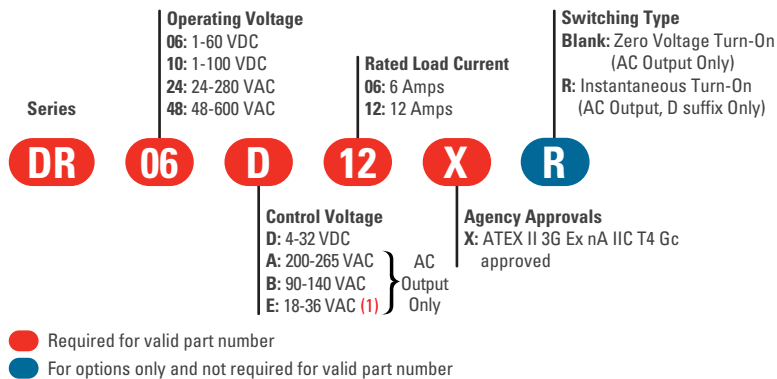 Operating Voltage
06: 1-60 VDC
10: 1-100 VDC
24: 24-280 VAC
48: 48-600 VAC
Switching Type
Blank: Zero Voltage Turn-On
(AC Output Only)
R: Instantaneous Turn-On
(AC Output, D suffix Only)
Rated Load Current
06: 6 Amps
12: 12 Amps
Series
DR 06 D 12 X R
Control Voltage
D: 4-32 VDC
A: 200-265 VAC
B: 90-140 VAC
E: 18-36 VAC (1)
AC
Output
Only
Agency Approvals
X: ATEX II 3G Ex nA IIC T4 Gc
approved
Required for valid part number
For options only and not required for valid part number